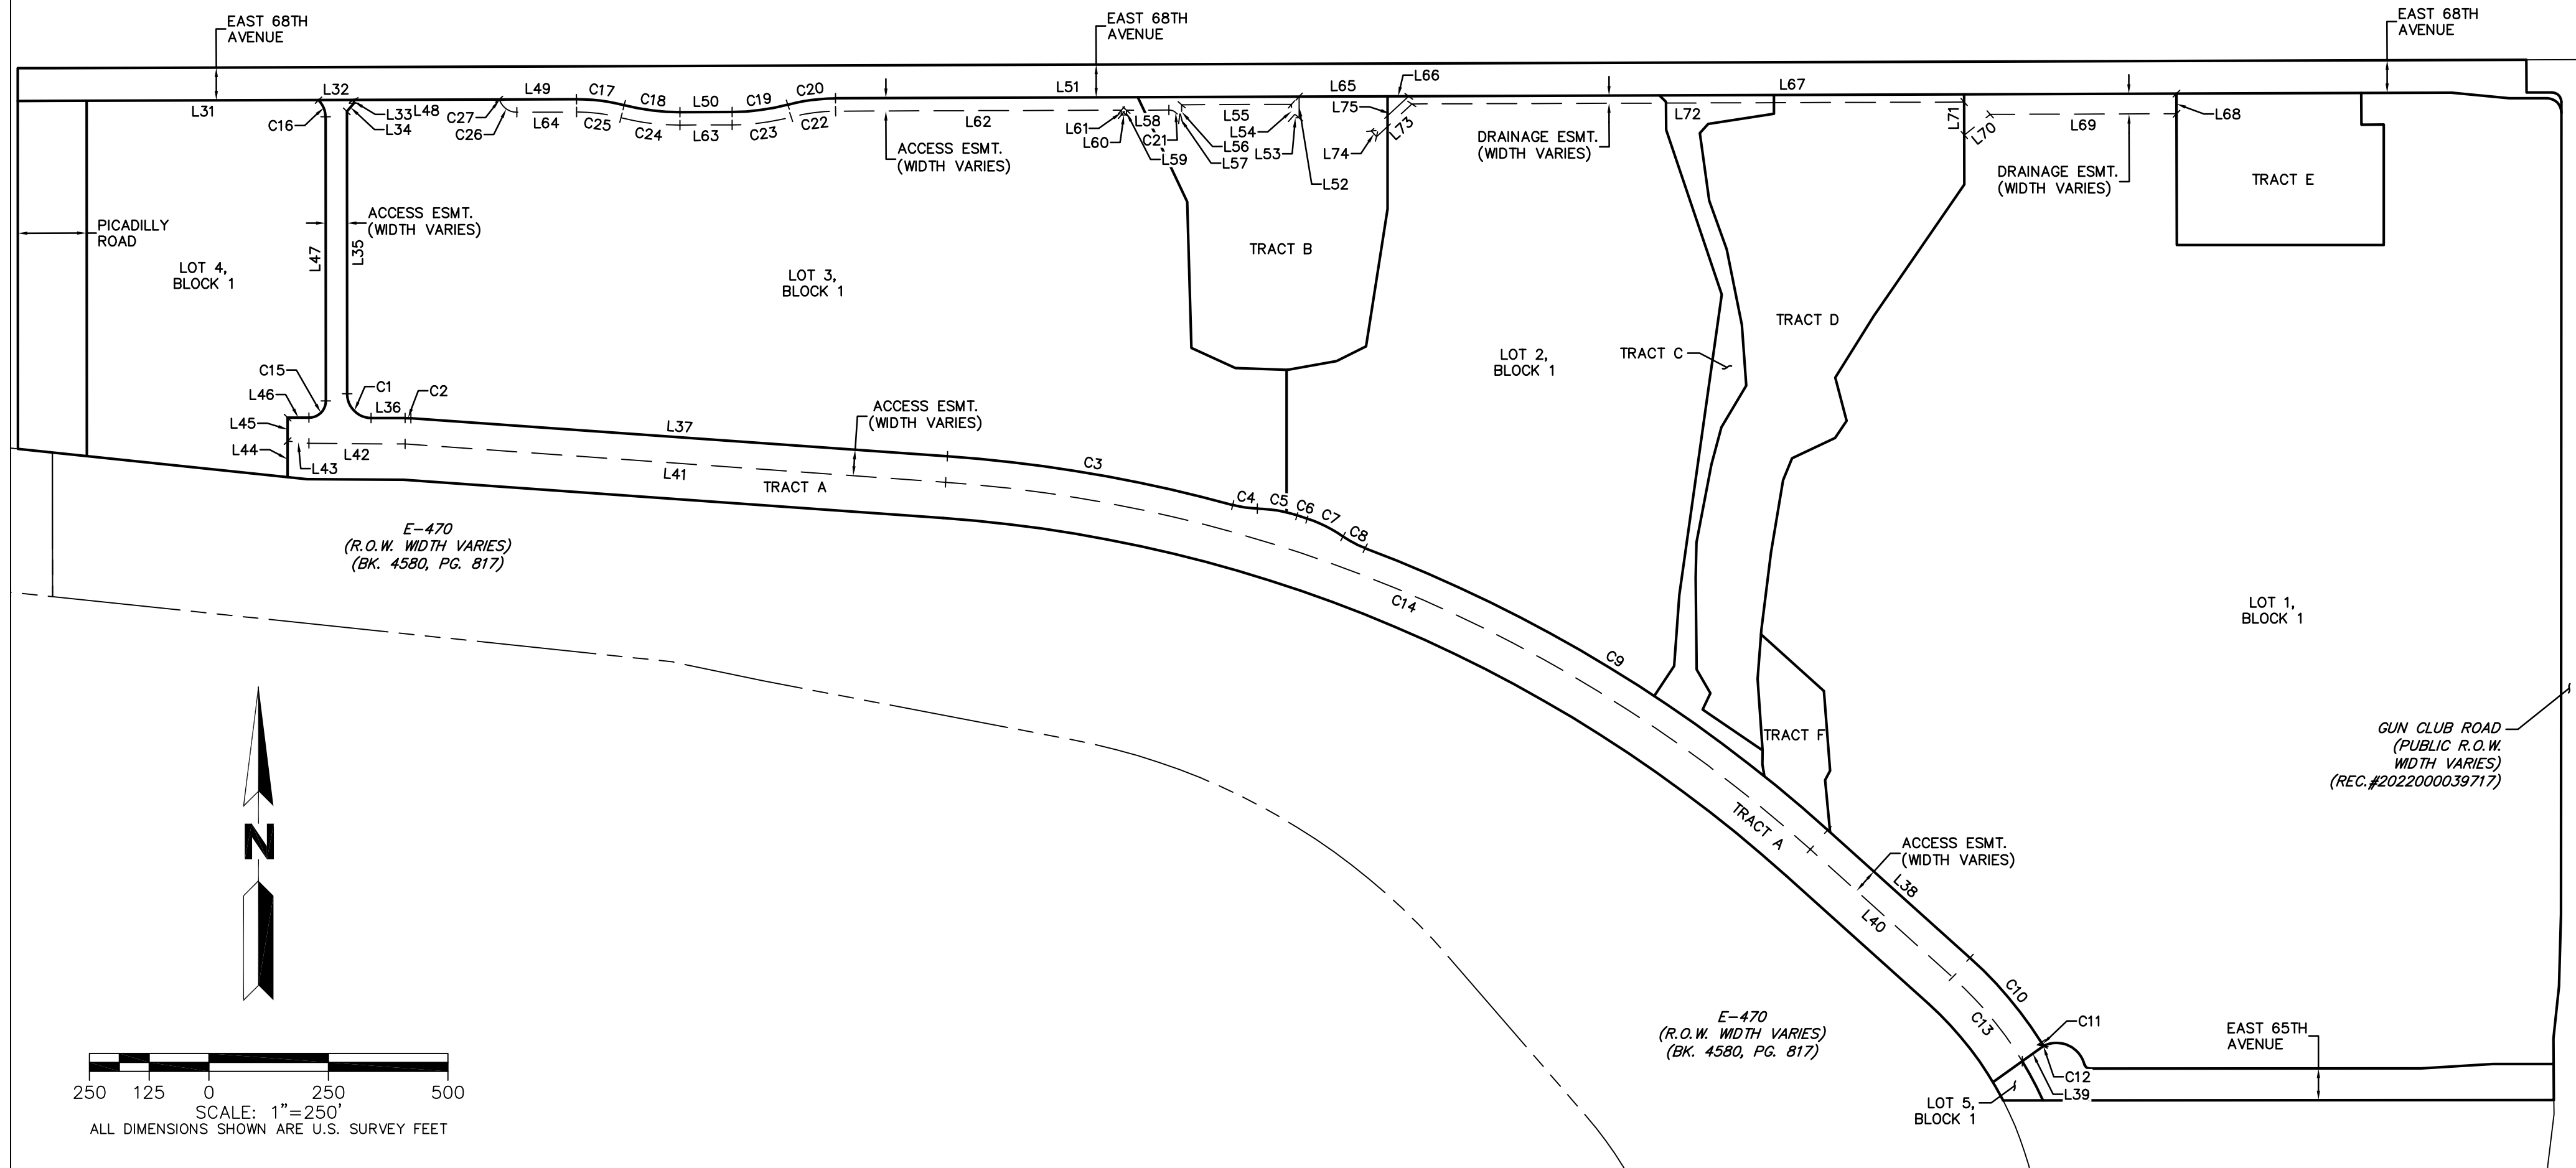 EAST 68TH
AVENUE
EAST 68TH
AVENUE
EAST 68TH
AVENUE
L31
L32
C16
L33
L34
L48
C27
C26
L49
L64
C17
C25
C18
C24
L50
L63
C19
C23
C20
C22
L51
L62
L61
L60
L58
C21
L59
L55
L54
L53
L56
L57
L52
L65
L66
L75
L74
L73
L67
L72
L71
L70
L69
L68
ACCESS ESMT.
(WIDTH VARIES)
DRAINAGE ESMT.
(WIDTH VARIES)
DRAINAGE ESMT.
(WIDTH VARIES)
TRACT E
PICADILLY
ROAD
ACCESS ESMT.
(WIDTH VARIES)
L47
L35
LOT 4,
BLOCK 1
LOT 3,
BLOCK 1
TRACT B
TRACT D
TRACT C
LOT 2,
BLOCK 1
C15
L46
C1
C2
L36
L45
L44
L43
L42
L37
L41
ACCESS ESMT.
(WIDTH VARIES)
TRACT A
C3
C4
C5
C6
C7
C8
C14
C9
E-470
(R.O.W. WIDTH VARIES)
(BK. 4580, PG. 817)
LOT 1,
BLOCK 1
TRACT F
GUN CLUB ROAD
(PUBLIC R.O.W.
WIDTH VARIES)
(REC.#2022000039717)
TRACT A
ACCESS ESMT.
(WIDTH VARIES)
L38
L40
C10
C13
C11
C12
L39
E-470
(R.O.W. WIDTH VARIES)
(BK. 4580, PG. 817)
EAST 65TH
AVENUE
LOT 5,
BLOCK 1
N
250 125 0 250 500
SCALE: 1"=250'
ALL DIMENSIONS SHOWN ARE U.S. SURVEY FEET